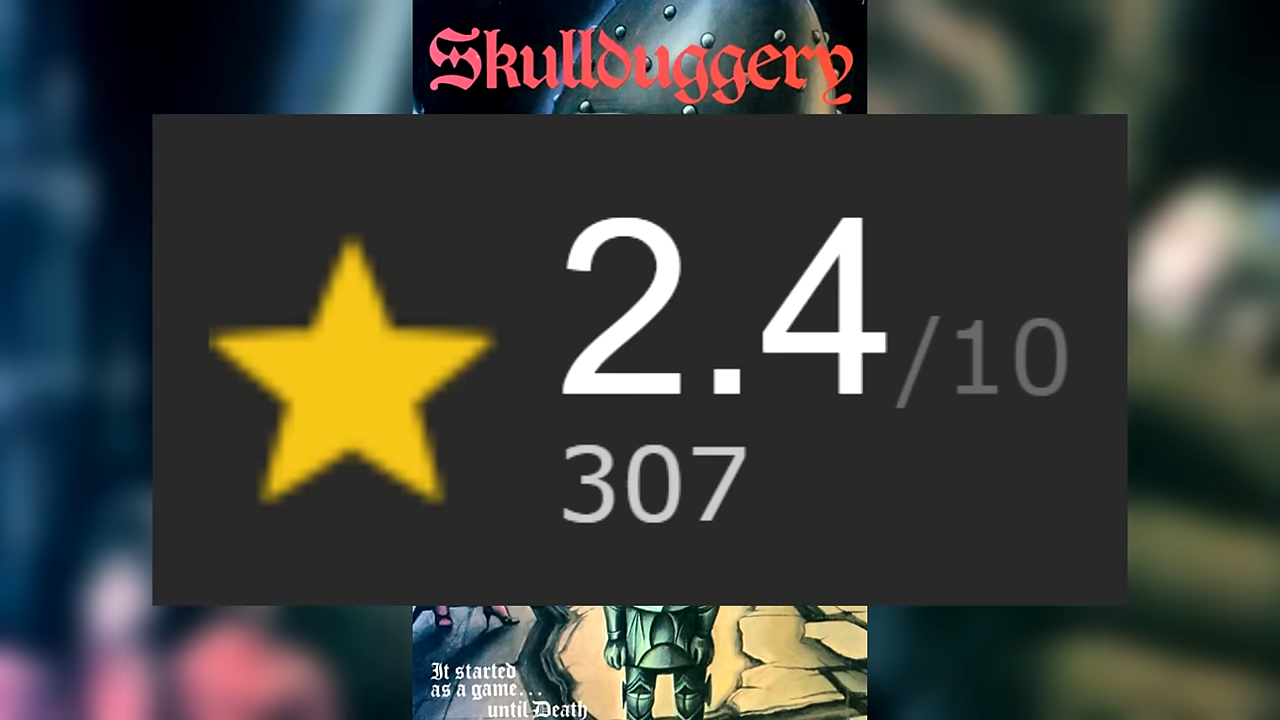 Skullduggery
2.4/10
307
It started
as a game...
until Death